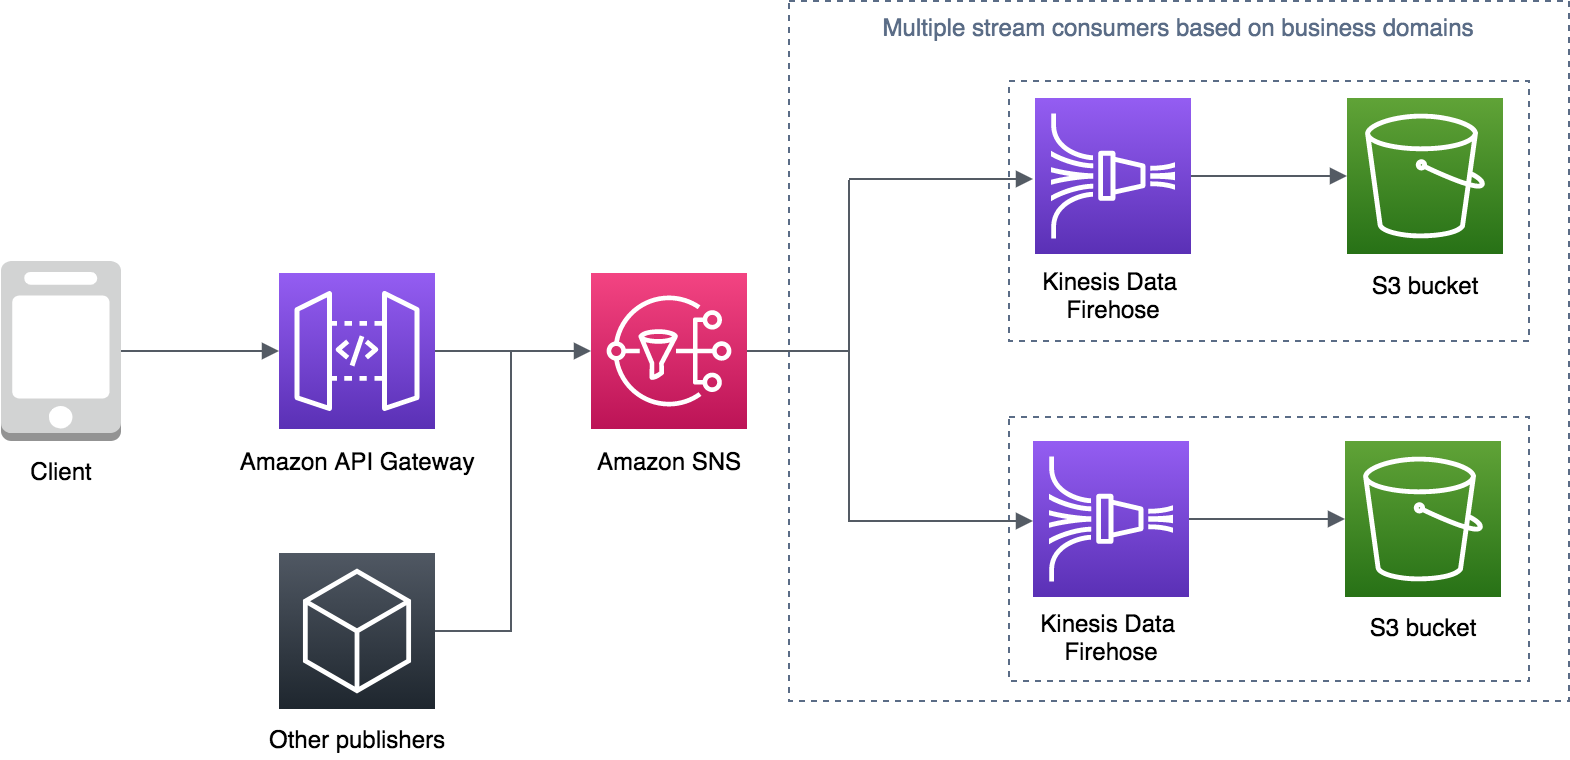 Multiple stream consumers based on business domains
Kinesis Data
Firehose
S3 bucket
Client
Amazon API Gateway
Amazon SNS
Kinesis Data
Firehose
S3 bucket
Other publishers